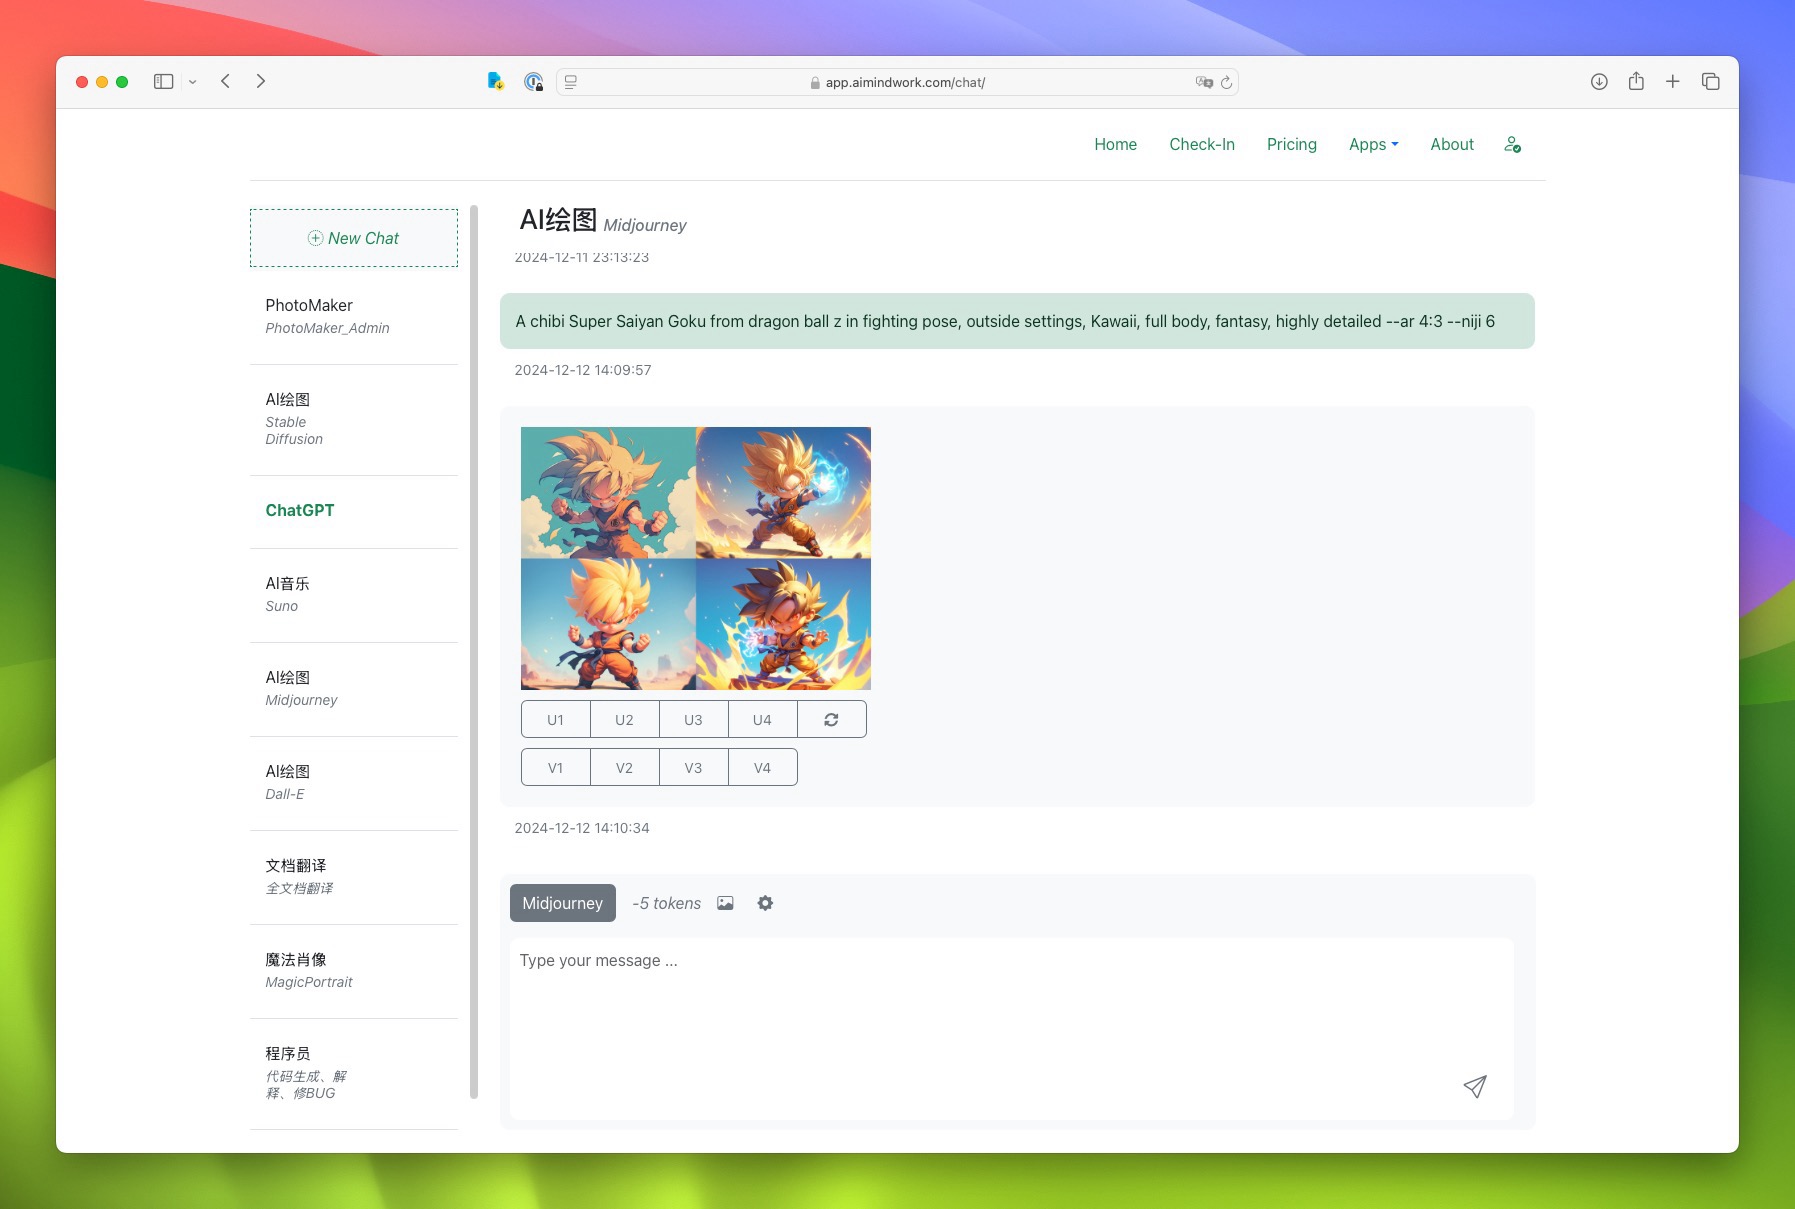 app.aimindwork.com/chat/
Home Check-In Pricing Apps About
New Chat
PhotoMaker
PhotoMaker_Admin
AI绘图
Stable
Diffusion
ChatGPT
AI音乐
Suno
AI绘图
Midjourney
AI绘图
Dall-E
文档翻译
全文档翻译
魔法肖像
MagicPortrait
程序员
代码生成、解
释、修BUG
AI绘图 Midjourney
2024-12-11 23:13:23
A chibi Super Saiyan Goku from dragon ball z in fighting pose, outside settings, Kawaii, full body, fantasy, highly detailed --ar 4:3 --niji 6
2024-12-12 14:09:57
U1 U2 U3 U4
V1 V2 V3 V4
2024-12-12 14:10:34
Midjourney -5 tokens
Type your message ...